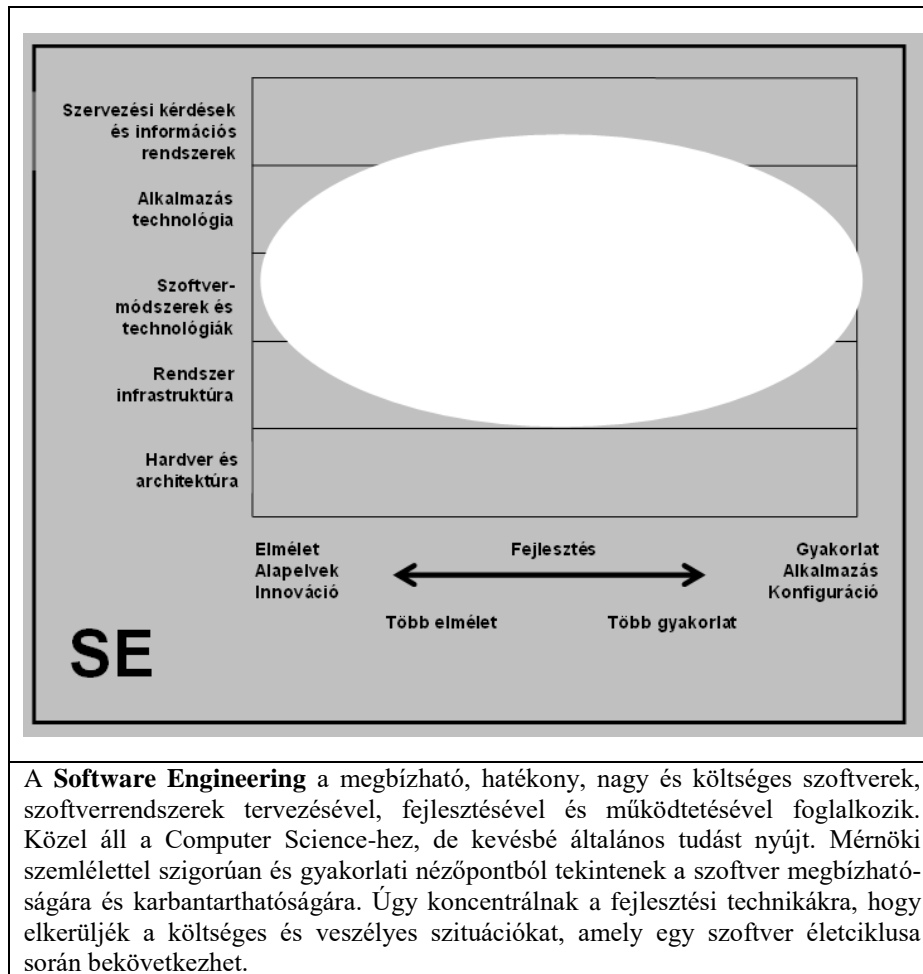 Szervezési kérdések
és információs
rendszerek
Alkalmazás
technológia
Szoftver-
módszerek és
technológiák
Rendszer
infrastruktúra
Hardver és
architektúra
Elmélet
Alapelvek
Innováció
Fejlesztés
Gyakorlat
Alkalmazás
Konfiguráció
Több elmélet
Több gyakorlat
SE
A Software Engineering a megbízható, hatékony, nagy és költséges szoftverek,
szoftverrendszerek tervezésével, fejlesztésével és működtetésével foglalkozik.
Közel áll a Computer Science-hez, de kevésbé általános tudást nyújt. Mérnöki
szemlélettel szigorúan és gyakorlati nézőpontból tekintenek a szoftver megbízható-
ságára és karbantarthatóságára. Úgy koncentrálnak a fejlesztési technikákra, hogy
elkerüljék a költséges és veszélyes szituációkat, amely egy szoftver életciklusa
során bekövetkezhet.